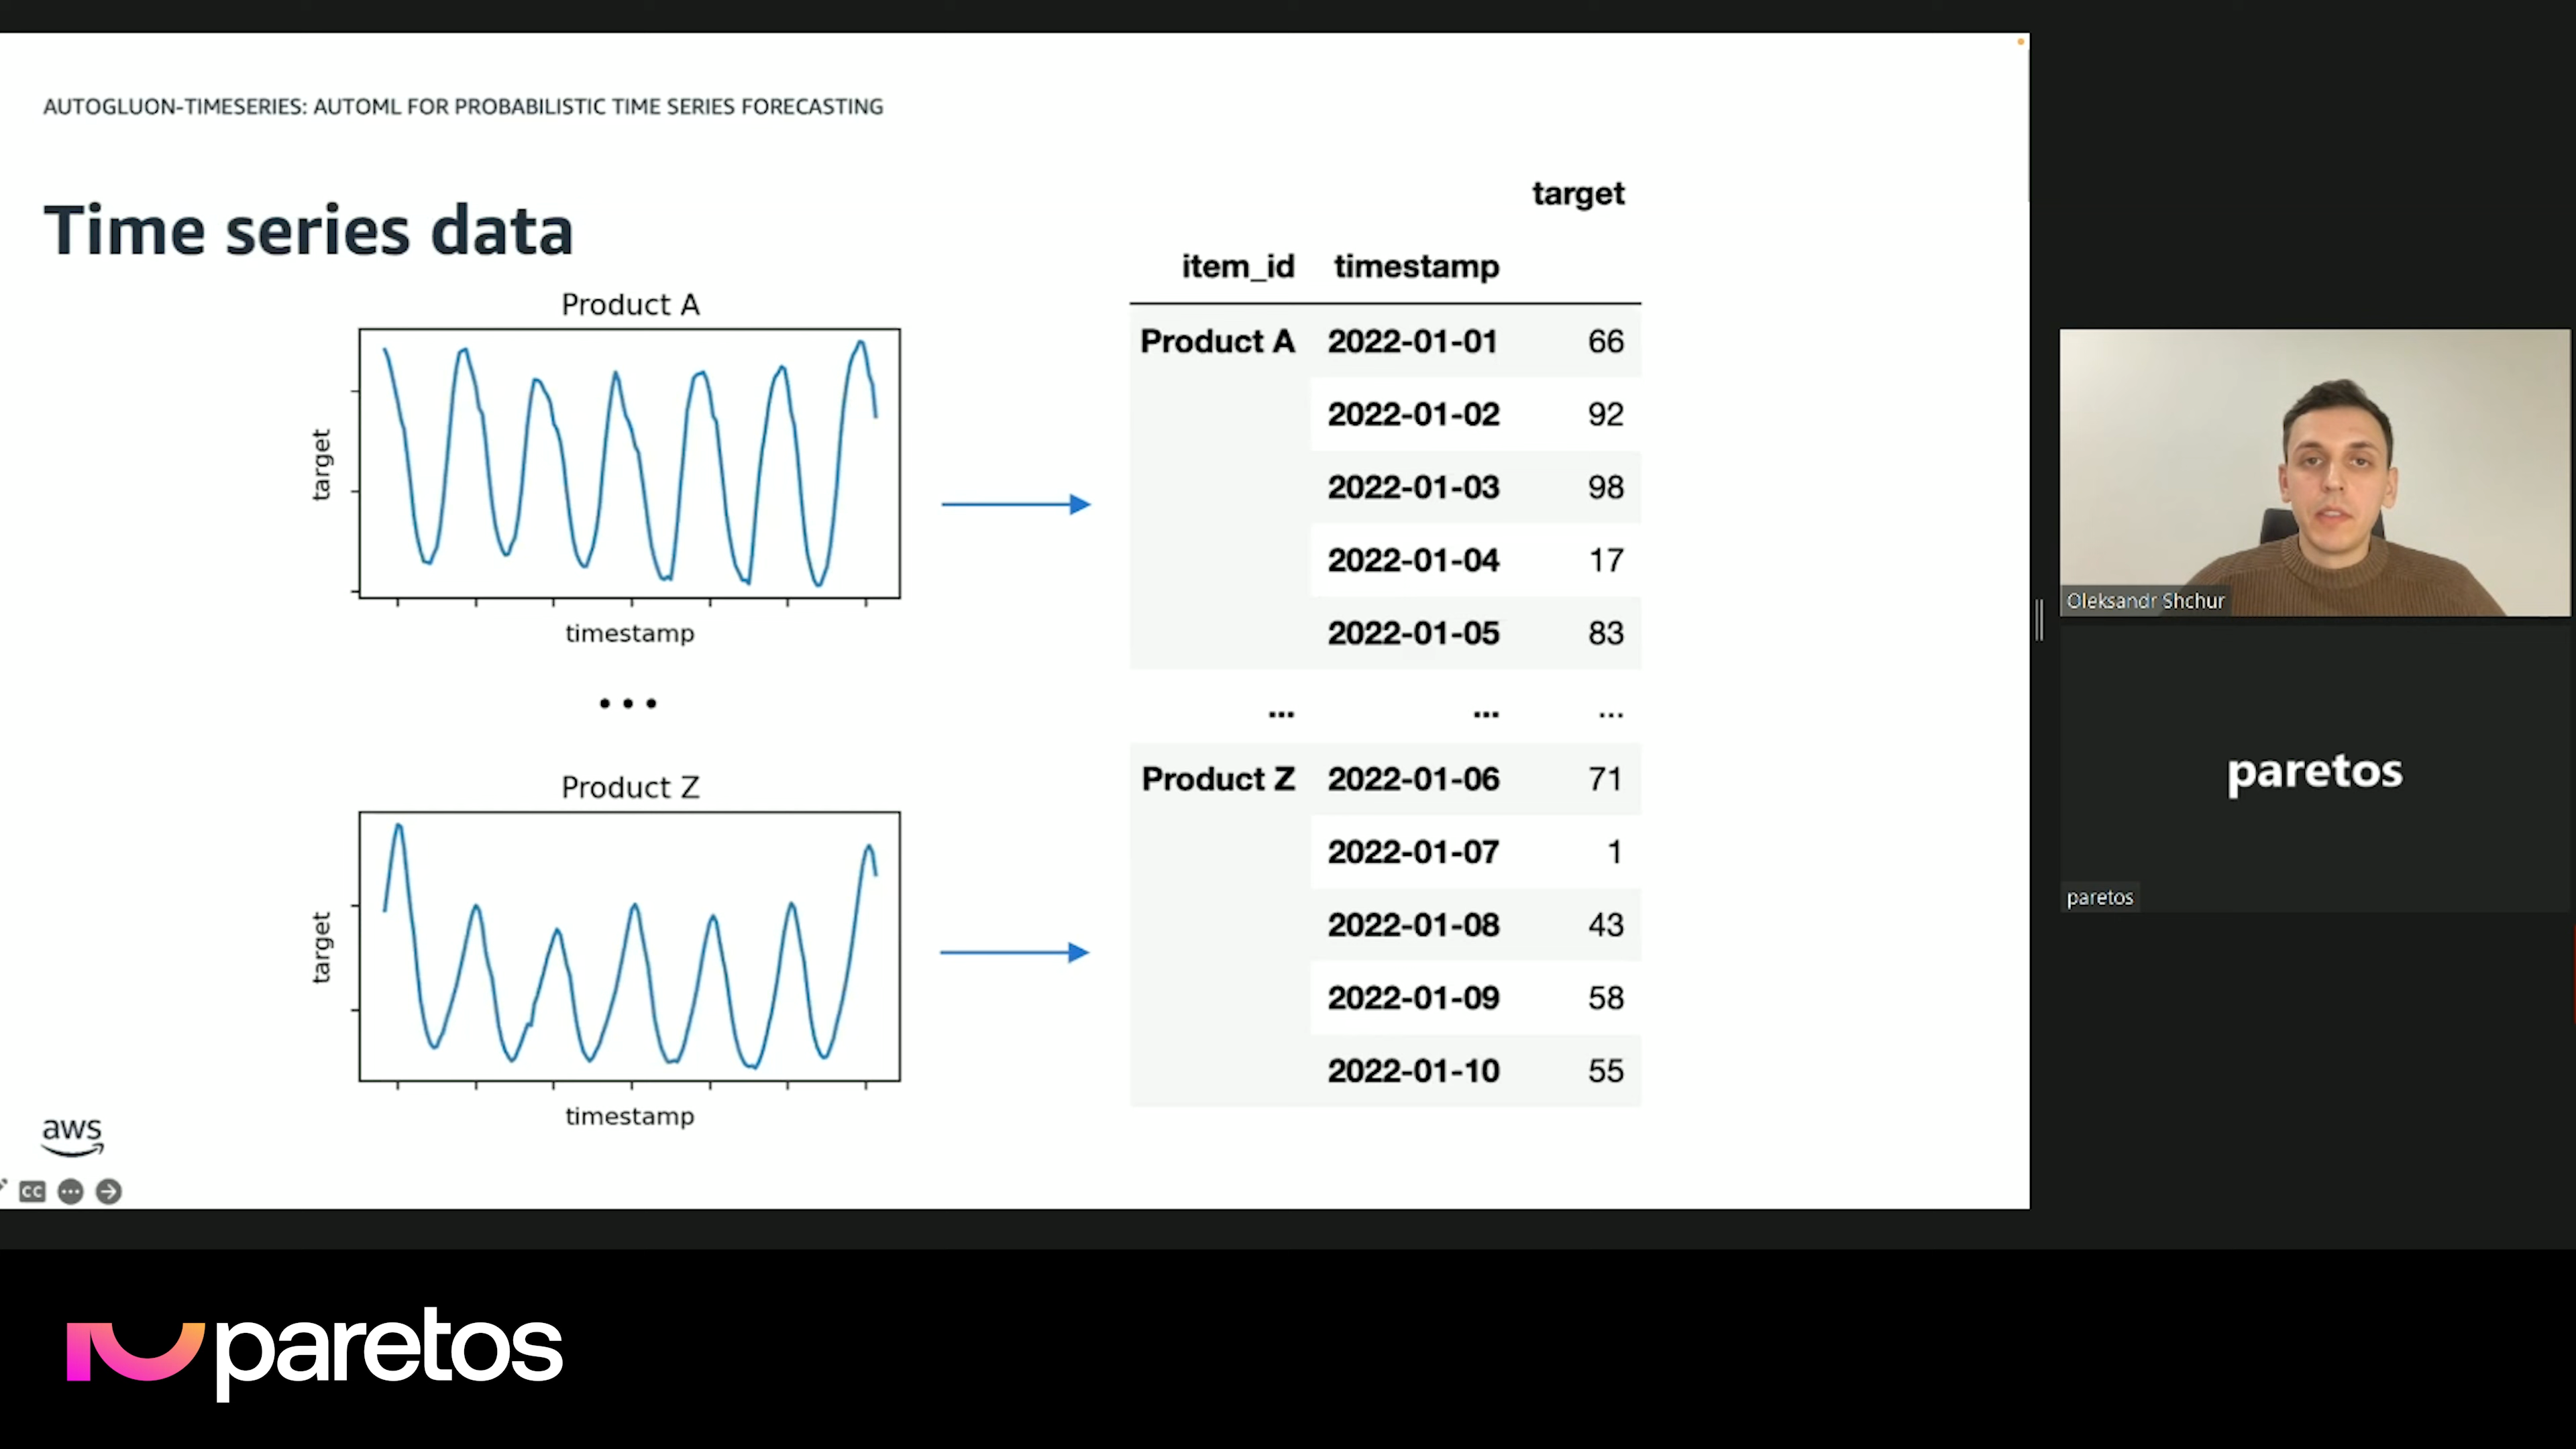 AUTOGLUON-TIMESERIES: AUTOML FOR PROBABILISTIC TIME SERIES FORECASTING
Time series data
Product A
target
timestamp
...
Product Z
target
timestamp
target
item_id timestamp
Product A 2022-01-01 66
2022-01-02 92
2022-01-03 98
2022-01-04 17
2022-01-05 83
... ... ...
Product Z 2022-01-06 71
2022-01-07 1
2022-01-08 43
2022-01-09 58
2022-01-10 55
aws
CC
Oleksandr Shchur
paretos
paretos
paretos